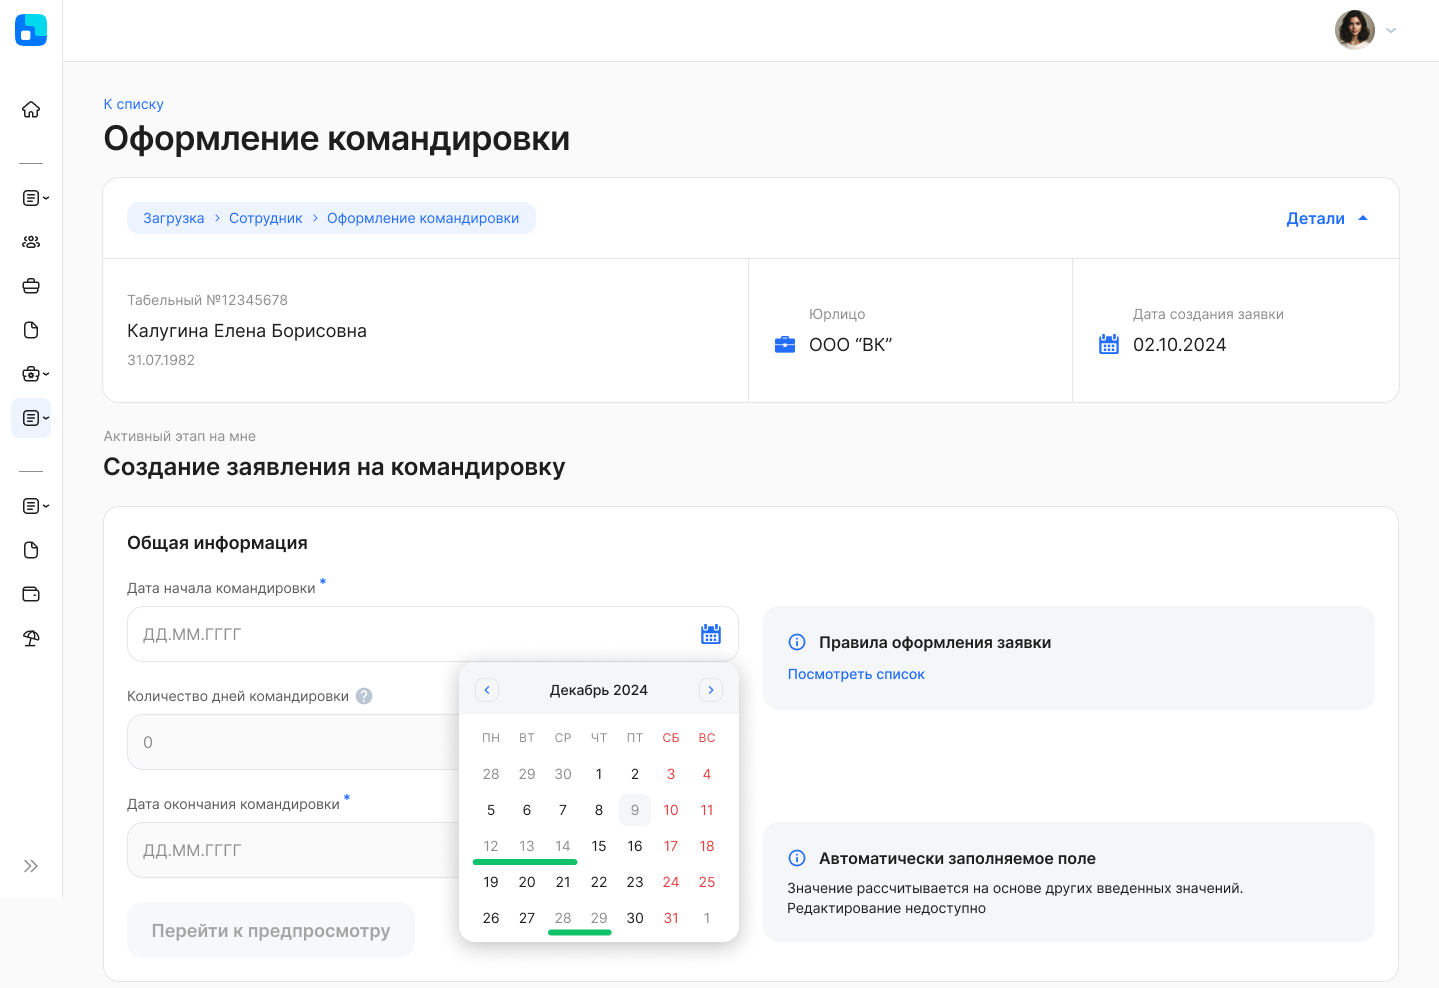 К списку
Оформление командировки
Загрузка > Сотрудник > Оформление командировки
Детали
Табельный №12345678
Калугина Елена Борисовна
31.07.1982
Юрлицо
ООО “ВК”
Дата создания заявки
02.10.2024
Активный этап на мне
Создание заявления на командировку
Общая информация
Дата начала командировки *
ДД.ММ.ГГГГ
Правила оформления заявки
Посмотреть список
Количество дней командировки ?
0
Дата окончания командировки *
ДД.ММ.ГГГГ
Перейти к предпросмотру
Декабрь 2024
ПН ВТ СР ЧТ ПТ СБ ВС
28 29 30 1 2 3 4
5 6 7 8 9 10 11
12 13 14 15 16 17 18
19 20 21 22 23 24 25
26 27 28 29 30 31 1
Автоматически заполняемое поле
Значение рассчитывается на основе других введенных значений.
Редактирование недоступно